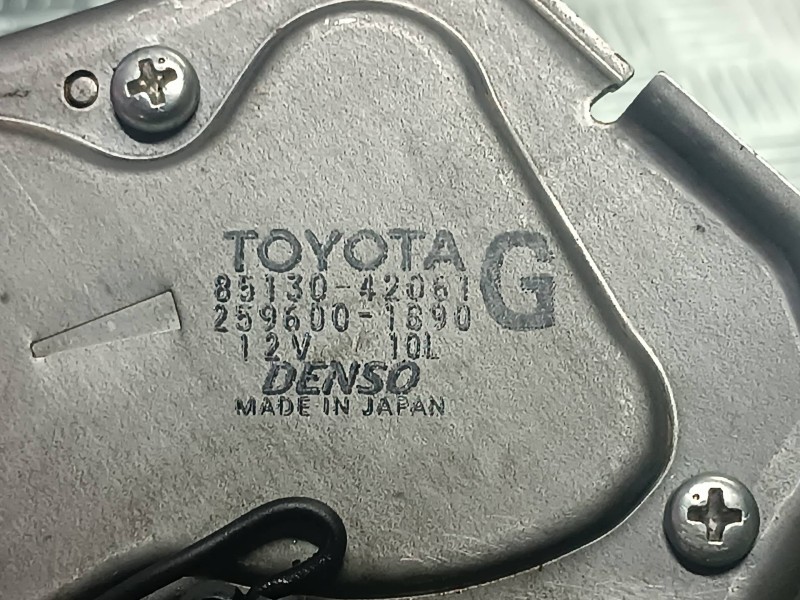 TOYOTA G
85130-42061
259600-1890
12V 10L
DENSO
MADE IN JAPAN